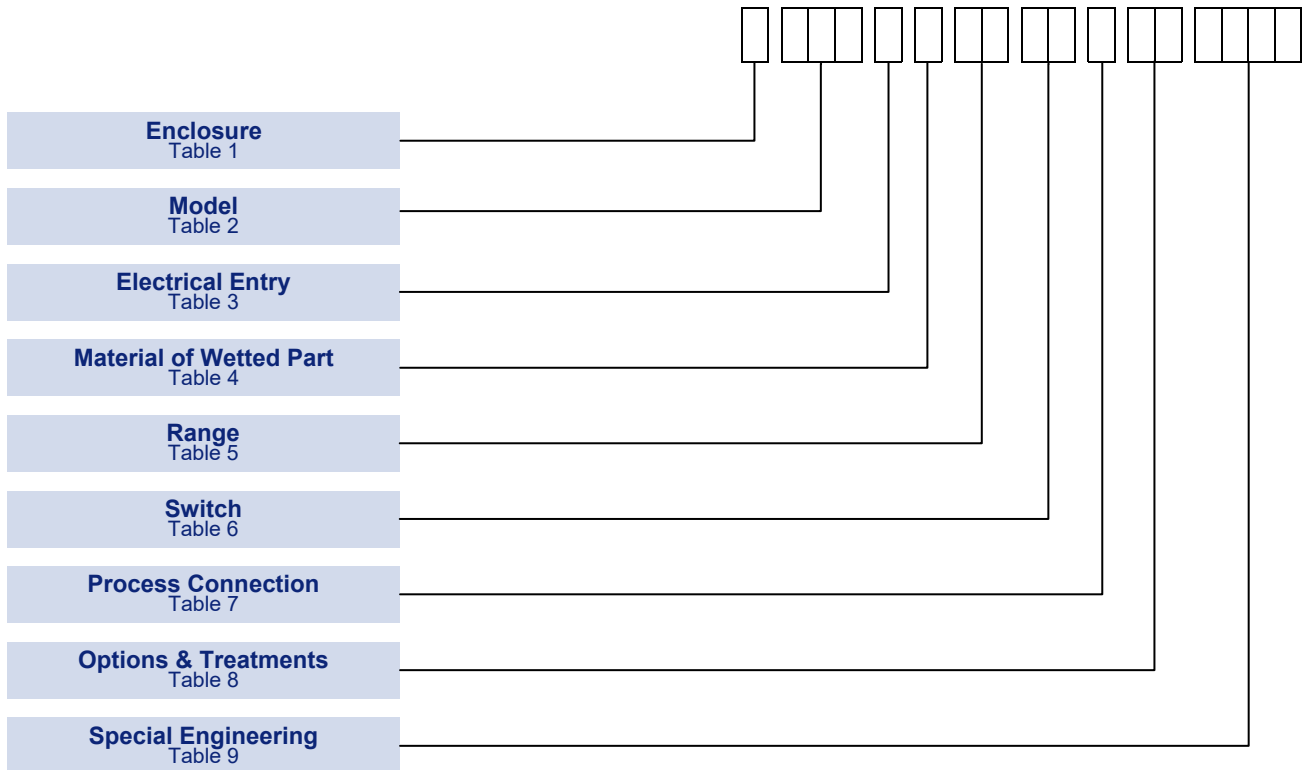 Enclosure
Table 1
Model
Table 2
Electrical Entry
Table 3
Material of Wetted Part
Table 4
Range
Table 5
Switch
Table 6
Process Connection
Table 7
Options & Treatments
Table 8
Special Engineering
Table 9